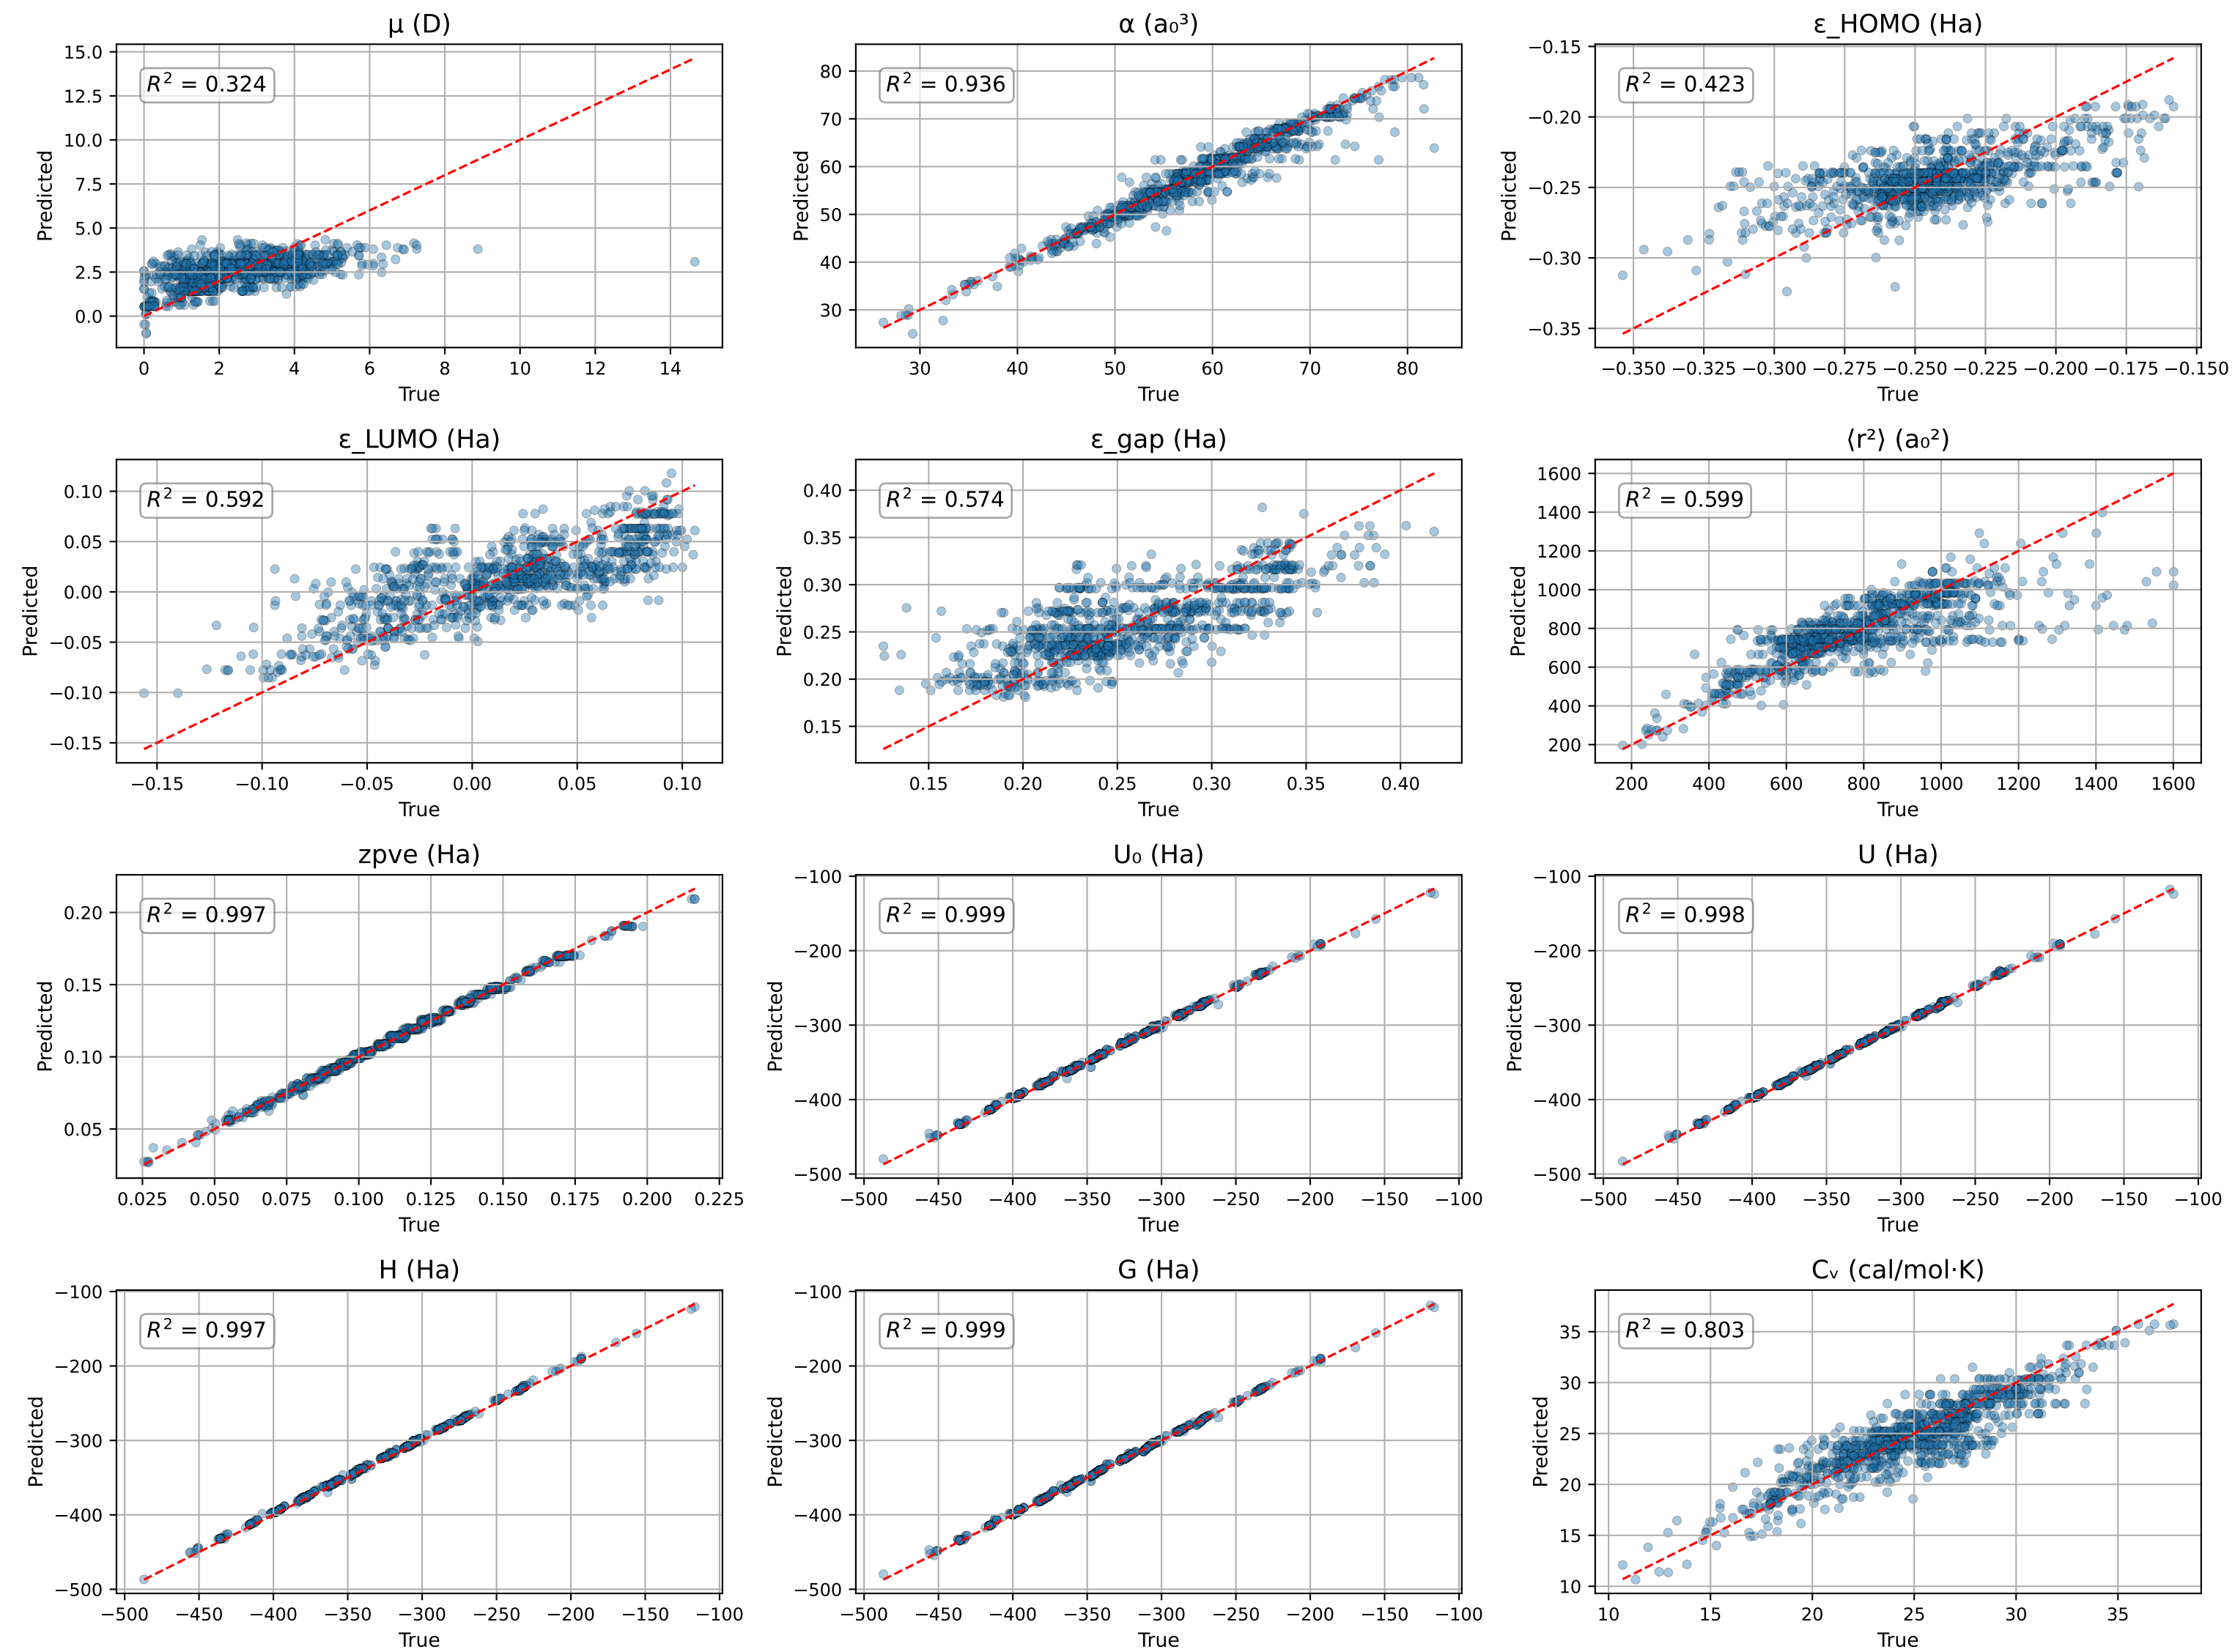 μ (D)
15.0
12.5
10.0
7.5
5.0
2.5
0.0
Predicted
R² = 0.324
0 2 4 6 8 10 12 14
True
α (a₀³)
80
70
60
50
40
30
Predicted
R² = 0.936
30 40 50 60 70 80
True
ε_HOMO (Ha)
−0.15
−0.20
−0.25
−0.30
−0.35
Predicted
R² = 0.423
−0.350 −0.325 −0.300 −0.275 −0.250 −0.225 −0.200 −0.175 −0.150
True
ε_LUMO (Ha)
0.10
0.05
0.00
−0.05
−0.10
−0.15
Predicted
R² = 0.592
−0.15 −0.10 −0.05 0.00 0.05 0.10
True
ε_gap (Ha)
0.40
0.35
0.30
0.25
0.20
0.15
Predicted
R² = 0.574
0.15 0.20 0.25 0.30 0.35 0.40
True
⟨r²⟩ (a₀²)
1600
1400
1200
1000
800
600
400
200
Predicted
R² = 0.599
200 400 600 800 1000 1200 1400 1600
True
zpve (Ha)
0.20
0.15
0.10
0.05
Predicted
R² = 0.997
0.025 0.050 0.075 0.100 0.125 0.150 0.175 0.200 0.225
True
U₀ (Ha)
−100
−200
−300
−400
−500
Predicted
R² = 0.999
−500 −450 −400 −350 −300 −250 −200 −150 −100
True
U (Ha)
−100
−200
−300
−400
−500
Predicted
R² = 0.998
−500 −450 −400 −350 −300 −250 −200 −150 −100
True
H (Ha)
−100
−200
−300
−400
−500
Predicted
R² = 0.997
−500 −450 −400 −350 −300 −250 −200 −150 −100
True
G (Ha)
−100
−200
−300
−400
−500
Predicted
R² = 0.999
−500 −450 −400 −350 −300 −250 −200 −150 −100
True
Cᵥ (cal/mol·K)
35
30
25
20
15
10
Predicted
R² = 0.803
10 15 20 25 30 35
True